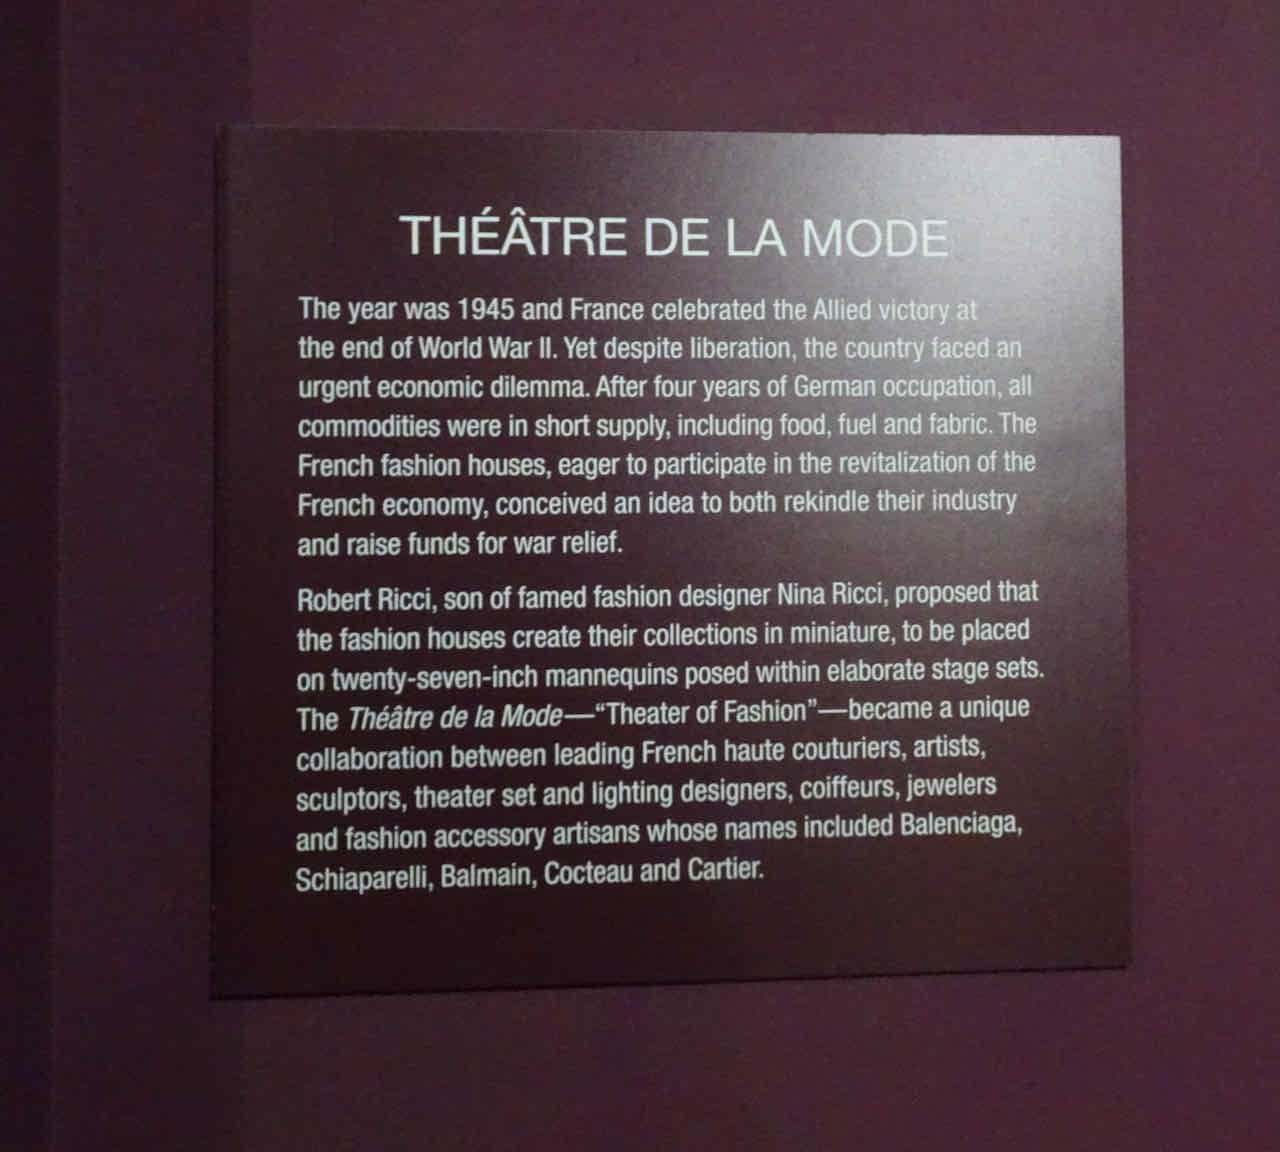 THÉÂTRE DE LA MODE
The year was 1945 and France celebrated the Allied victory at
the end of World War II. Yet despite liberation, the country faced an
urgent economic dilemma. After four years of German occupation, all
commodities were in short supply, including food, fuel and fabric. The
French fashion houses, eager to participate in the revitalization of the
French economy, conceived an idea to both rekindle their industry
and raise funds for war relief.
Robert Ricci, son of famed fashion designer Nina Ricci, proposed that
the fashion houses create their collections in miniature, to be placed
on twenty-seven-inch mannequins posed within elaborate stage sets.
The Théâtre de la Mode—“Theater of Fashion”—became a unique
collaboration between leading French haute couturiers, artists,
sculptors, theater set and lighting designers, coiffeurs, jewelers
and fashion accessory artisans whose names included Balenciaga,
Schiaparelli, Balmain, Cocteau and Cartier.